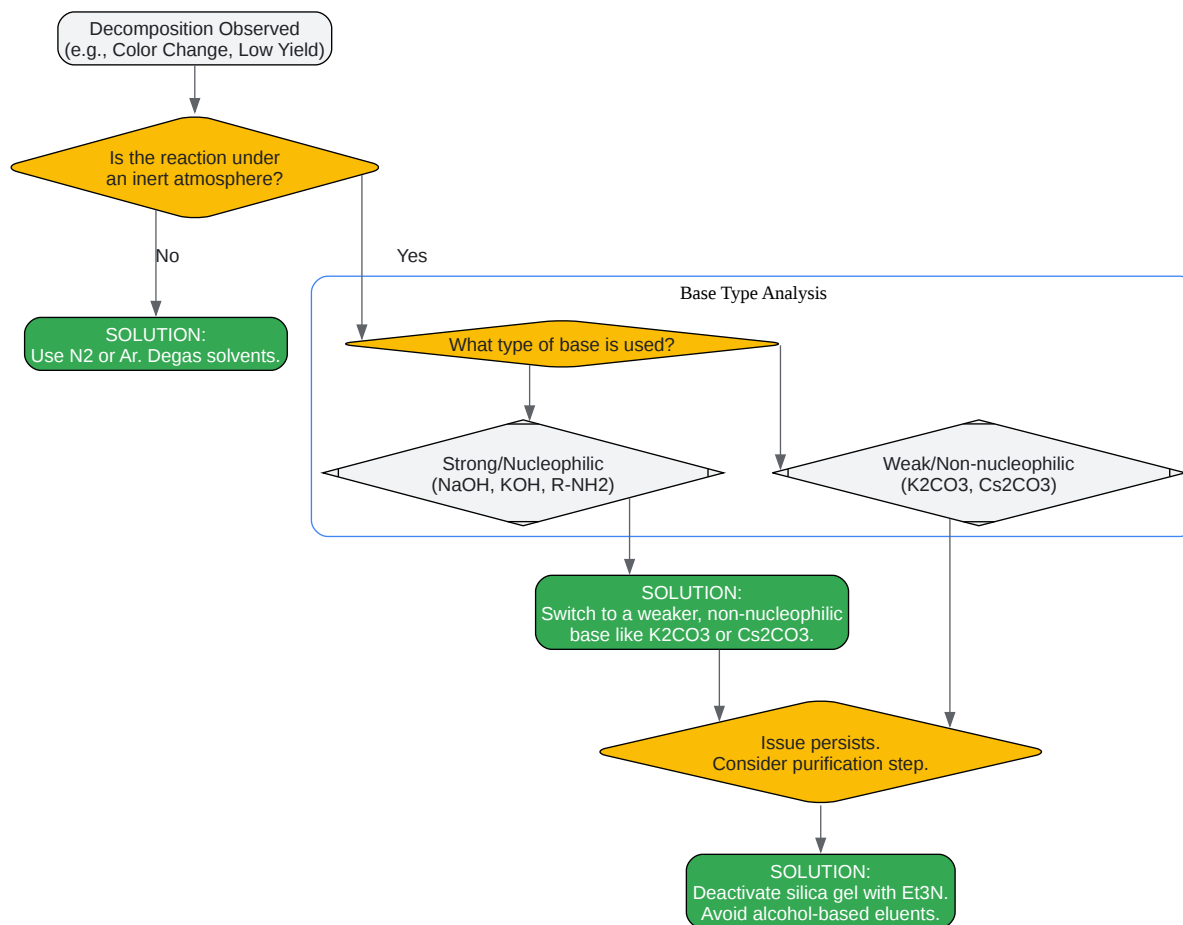 Decomposition Observed
(e.g., Color Change, Low Yield)
Is the reaction under
an inert atmosphere?
No
Yes
SOLUTION:
Use N2 or Ar. Degas solvents.
Base Type Analysis
What type of base is used?
Strong/Nucleophilic
(NaOH, KOH, R-NH2)
Weak/Non-nucleophilic
(K2CO3, Cs2CO3)
SOLUTION:
Switch to a weaker, non-nucleophilic
base like K2CO3 or Cs2CO3.
Issue persists.
Consider purification step.
SOLUTION:
Deactivate silica gel with Et3N.
Avoid alcohol-based eluents.